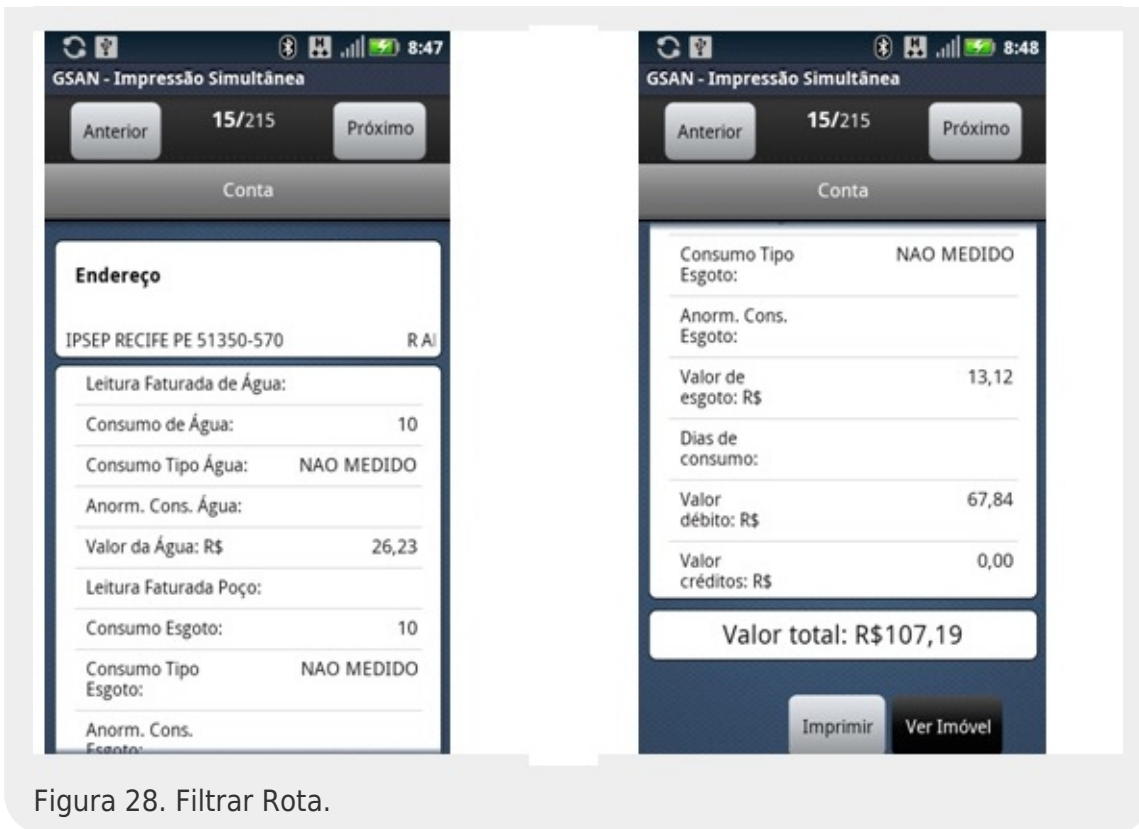 8:47
GSAN - Impressão Simultânea
Anterior
15/215
Próximo
Conta
Endereço
IPSEP RECIFE PE 51350-570 R
Leitura Faturada de Água:
Consumo de Água: 10
Consumo Tipo Água: NAO MEDIDO
Anorm. Cons. Água:
Valor da Água: R$ 26,23
Leitura Faturada Poço:
Consumo Esgoto: 10
Consumo Tipo NAO MEDIDO
Esgoto:
Anorm. Cons.
Esgoto:
8:48
GSAN - Impressão Simultânea
Anterior
15/215
Próximo
Conta
Consumo Tipo NAO MEDIDO
Esgoto:
Anorm. Cons.
Esgoto:
Valor de 13,12
esgoto: R$
Dias de
consumo:
Valor 67,84
débito: R$
Valor 0,00
créditos: R$
Valor total: R$107,19
Imprimir
Ver Imóvel
Figura 28. Filtrar Rota.